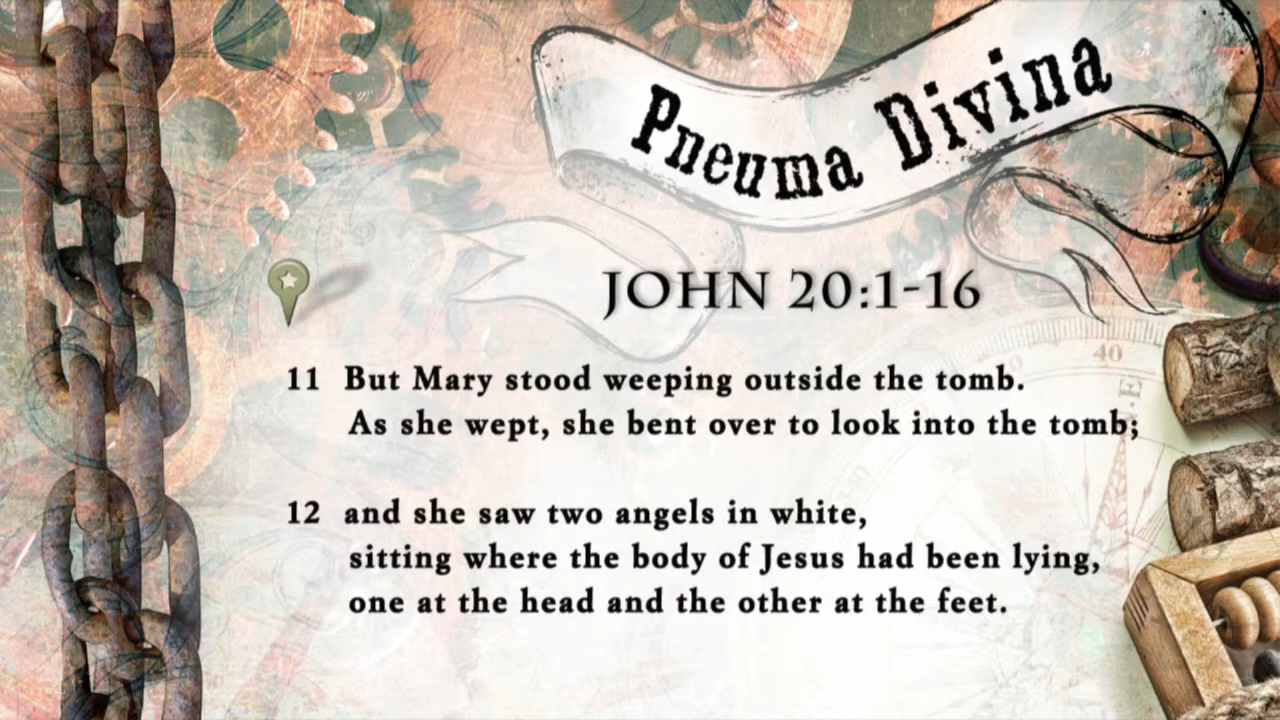 Pneuma Divina
JOHN 20:1-16
11 But Mary stood weeping outside the tomb.
As she wept, she bent over to look into the tomb;
12 and she saw two angels in white,
sitting where the body of Jesus had been lying,
one at the head and the other at the feet.
40
E